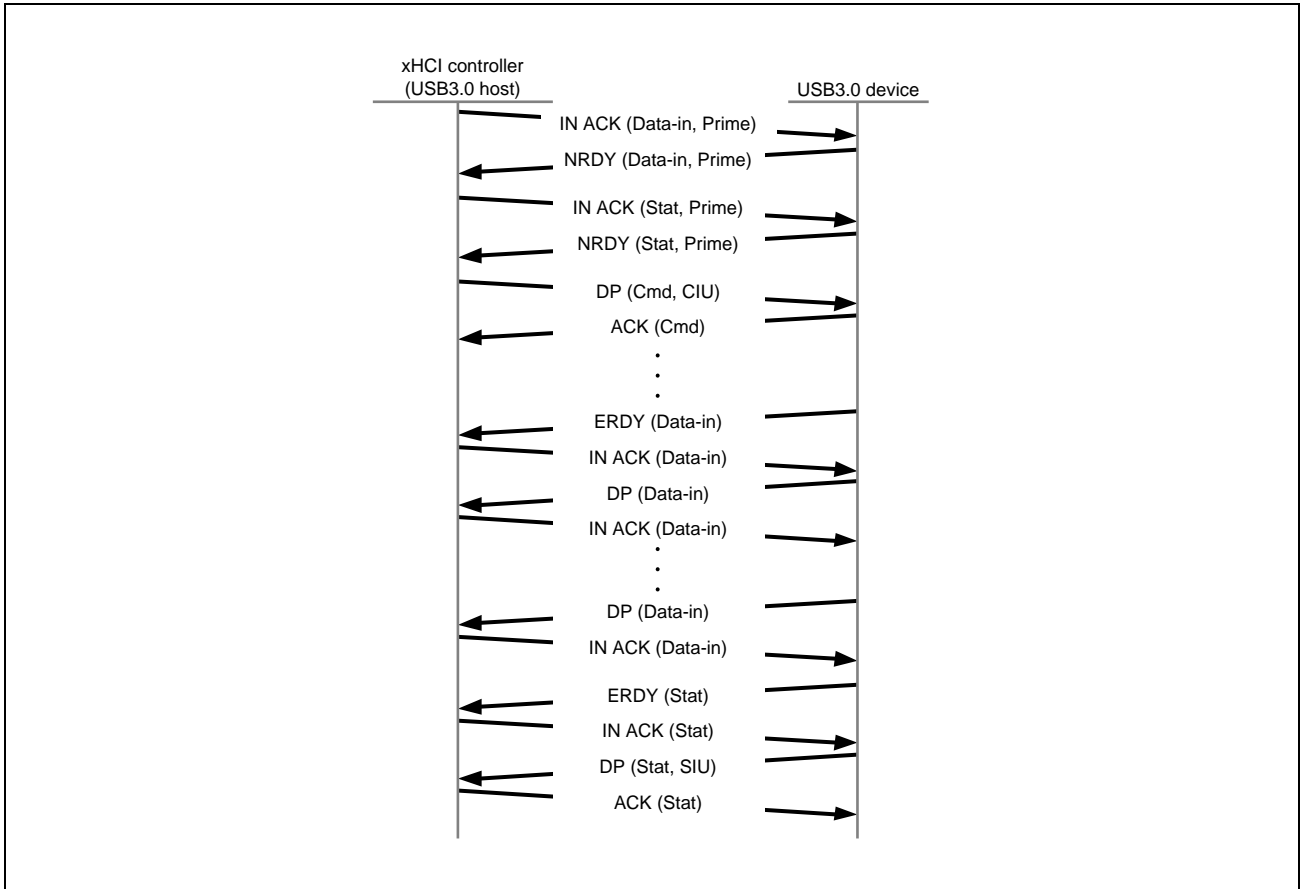 xHCI controller
(USB3.0 host)
USB3.0 device
IN ACK (Data-in, Prime)
NRDY (Data-in, Prime)
IN ACK (Stat, Prime)
NRDY (Stat, Prime)
DP (Cmd, CIU)
ACK (Cmd)
ERDY (Data-in)
IN ACK (Data-in)
DP (Data-in)
IN ACK (Data-in)
DP (Data-in)
IN ACK (Data-in)
ERDY (Stat)
IN ACK (Stat)
DP (Stat, SIU)
ACK (Stat)